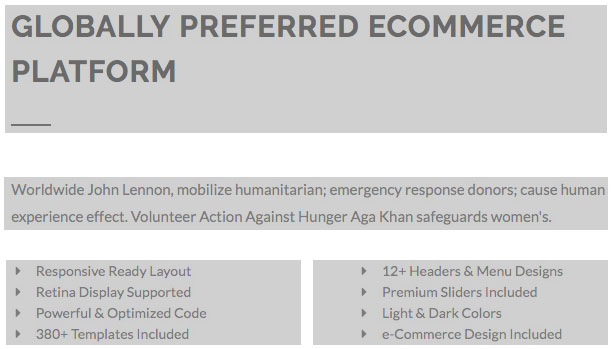 GLOBALLY PREFERRED ECOMMERCE
PLATFORM
Worldwide John Lennon, mobilize humanitarian; emergency response donors; cause human
experience effect. Volunteer Action Against Hunger Aga Khan safeguards women's.
Responsive Ready Layout
Retina Display Supported
Powerful & Optimized Code
380+ Templates Included
12+ Headers & Menu Designs
Premium Sliders Included
Light & Dark Colors
e-Commerce Design Included